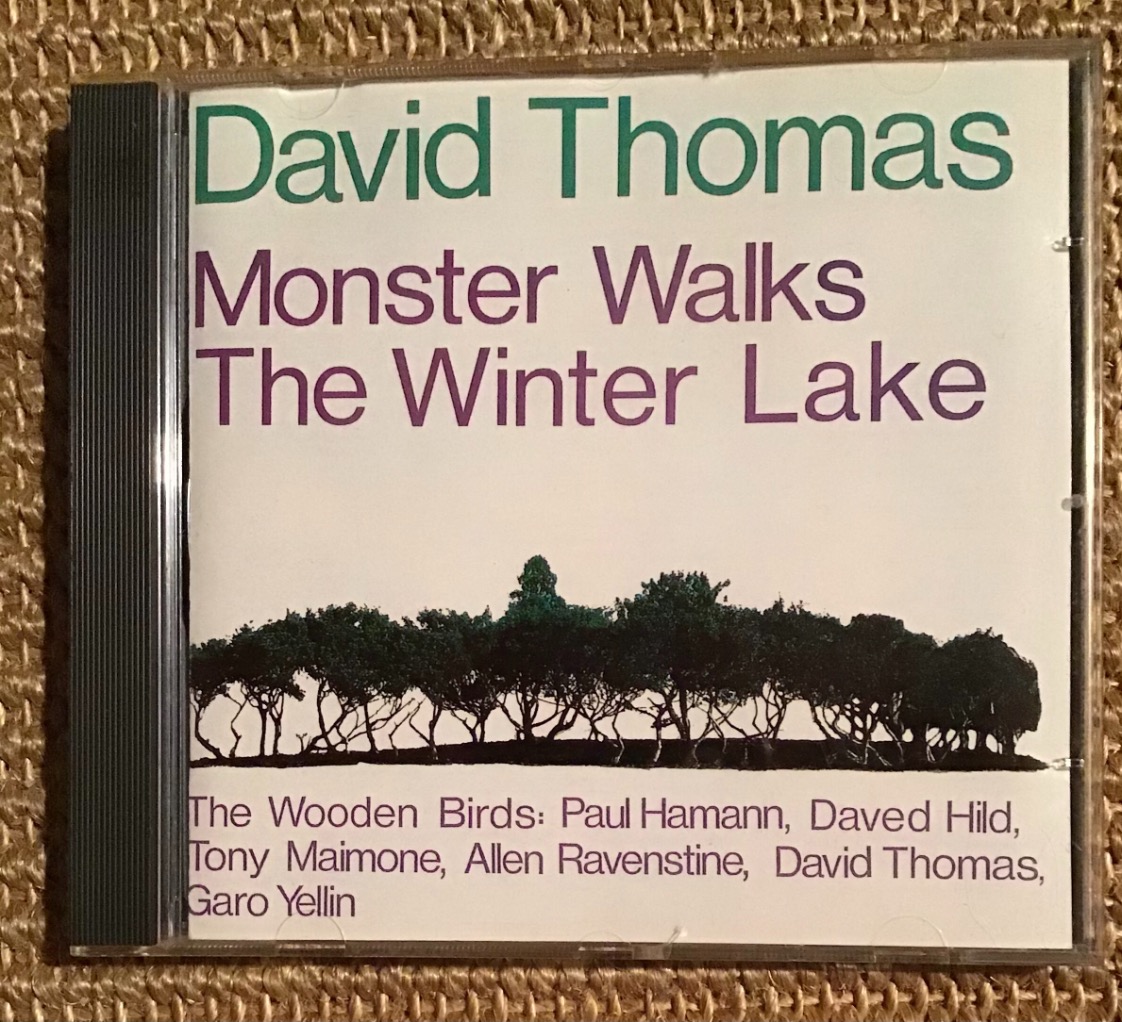 David Thomas
Monster Walks
The Winter Lake
The Wooden Birds: Paul Hamann, Daved Hild,
Tony Maimone, Allen Ravenstine, David Thomas,
Garo Yellin